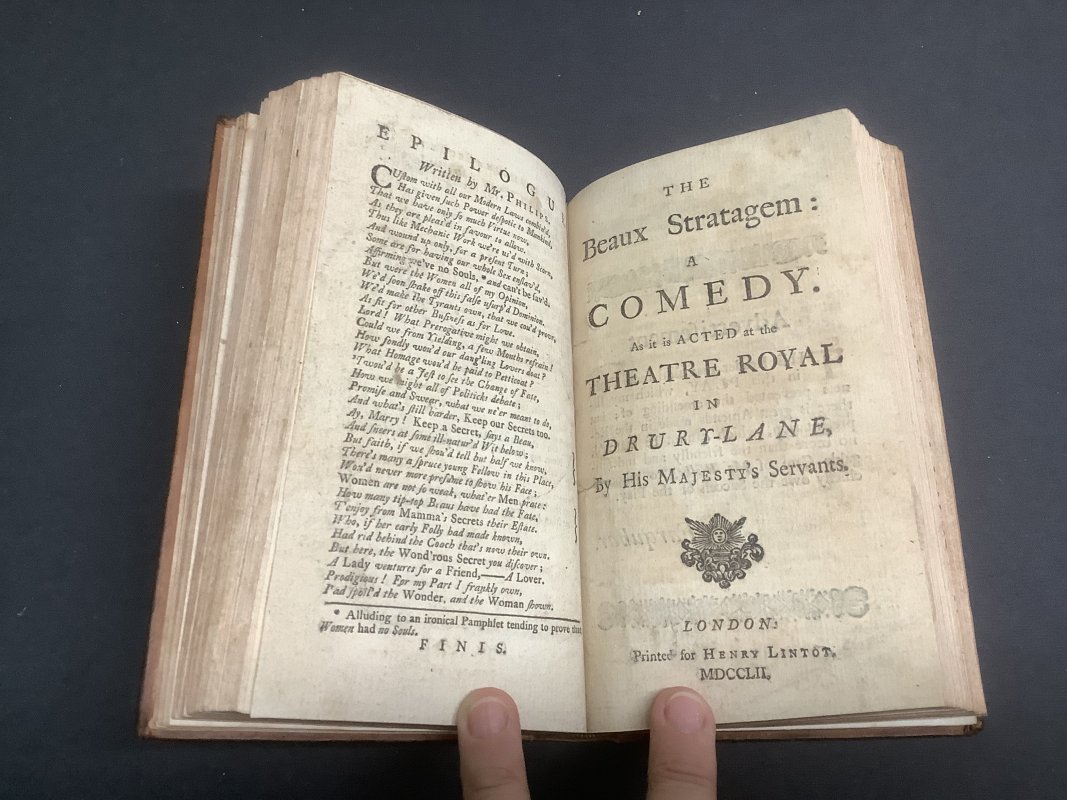 EPILOGU
Written by Mr. PHILIPS.
CUſtom with all our Modern Laws combin'd,
Has given ſuch Power deſpotic to Mankind,
That we have only ſo much Virtue now,
As they are pleas'd in favour to allow.
Thus like Mechanic Work we're uſ'd with Scorn,
And wound up only, for a preſent Turn;
Some are for having our whole Sex enſlav'd,
Affirming we've no Souls, * and can't be ſav'd;
But were the Women all of my Opinion,
We'd ſoon ſhake off this falſe uſurp'd Dominion.
We'd make the Tyrants own, that we cou'd prove,
As fit for other Buſineſs as for Love.
Lord! What Prerogative might we obtain,
Could we from Yielding, a few Months refrain!
How fondly wou'd our dang'ling Lovers doat?
What Homage wou'd be paid to Petticoat?
'Twou'd be a Jeſt to ſee the Change of Fate,
How we might all of Politicks debate;
Promiſe and Swear, what we ne'er meant to do,
And what's ſtill harder, Keep our Secrets too.
Ay, Marry! Keep a Secret, ſays a Beau,
And ſneers at ſome ill-natur'd Wit below;
But faith, if we ſhou'd tell but half we know,
There's many a ſpruce young Fellow in this Place,
Wou'd never more preſume to ſhow his Face;
Women are not ſo weak, what'er Men prate:
How many tip-top Beaux have had the Fate,
T'enjoy from Mamma's Secrets their Eſtate.
Who, if her early Folly had made known,
Had rid behind the Coach that's now their own.
But here, the Wond'rous Secret you diſcover;
A Lady ventures for a Friend,——A Lover.
Prodigious! For my Part I frankly own,
I'ad ſpoil'd the Wonder, and the Woman ſhown.
* Alluding to an ironical Pamphlet tending to prove that
Women had no Souls.
FINIS.
THE
Beaux Stratagem:
A
COMEDY.
As it is ACTED at the
THEATRE ROYAL
IN
DRURY-LANE,
By His MAJESTY's Servants.
LONDON:
Printed for HENRY LINTOT.
MDCCLII.